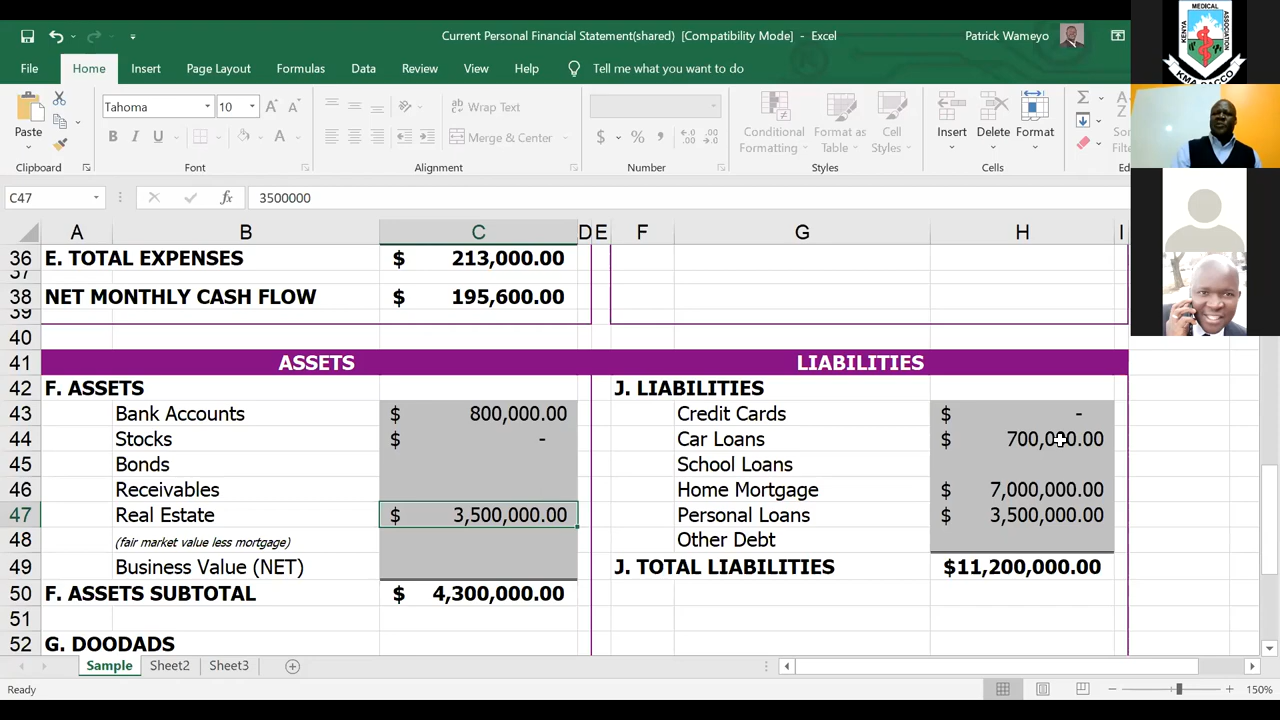 Current Personal Financial Statement(shared) [Compatibility Mode] - Excel
Patrick Wameyo
File Home Insert Page Layout Formulas Data Review View Help Tell me what you want to do
Tahoma 10
Wrap Text
Paste
B I U
Merge & Center
$ % ,
Conditional Formatting
Format as Table
Cell Styles
Insert Delete Format
Clipboard Font Alignment Number Styles Cells
C47 fx 3500000
A B C D E F G H I
36 E. TOTAL EXPENSES $ 213,000.00
37
38 NET MONTHLY CASH FLOW $ 195,600.00
39
40
41 ASSETS LIABILITIES
42 F. ASSETS J. LIABILITIES
43 Bank Accounts $ 800,000.00 Credit Cards $ -
44 Stocks $ - Car Loans $ 700,000.00
45 Bonds School Loans
46 Receivables Home Mortgage $ 7,000,000.00
47 Real Estate $ 3,500,000.00 Personal Loans $ 3,500,000.00
48 (fair market value less mortgage) Other Debt
49 Business Value (NET) J. TOTAL LIABILITIES $11,200,000.00
50 F. ASSETS SUBTOTAL $ 4,300,000.00
51
52 G. DOODADS
Sample Sheet2 Sheet3
Ready 150%
KENYA MEDICAL ASSOCIATION
KMA SACCO